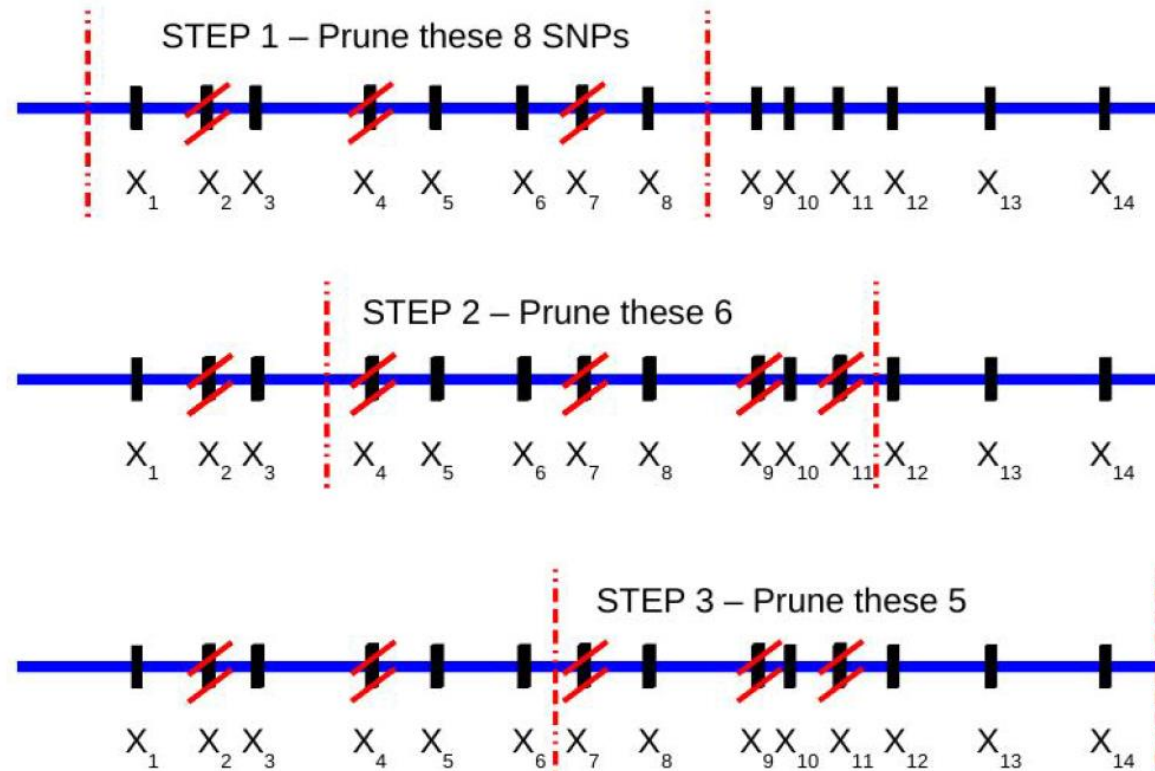 STEP 1 – Prune these 8 SNPs
X1 X2 X3 X4 X5 X6 X7 X8 X9 X10 X11 X12 X13 X14
STEP 2 – Prune these 6
X1 X2 X3 X4 X5 X6 X7 X8 X9 X10 X11 X12 X13 X14
STEP 3 – Prune these 5
X1 X2 X3 X4 X5 X6 X7 X8 X9 X10 X11 X12 X13 X14